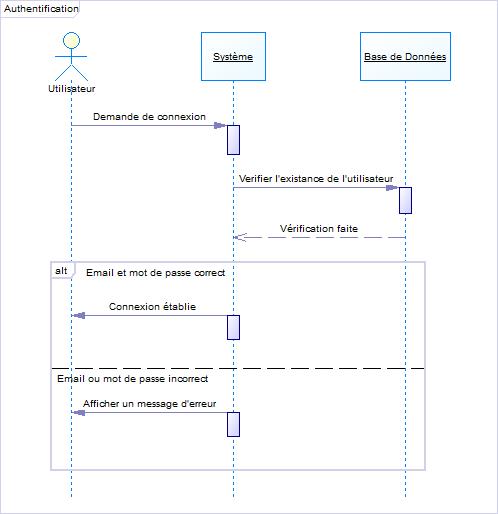 Authentification
Utilisateur
Système
Base de Données
Demande de connexion
Verifier l'existance de l'utilisateur
Vérification faite
alt
Email et mot de passe correct
Connexion établie
Email ou mot de passe incorrect
Afficher un message d'erreur